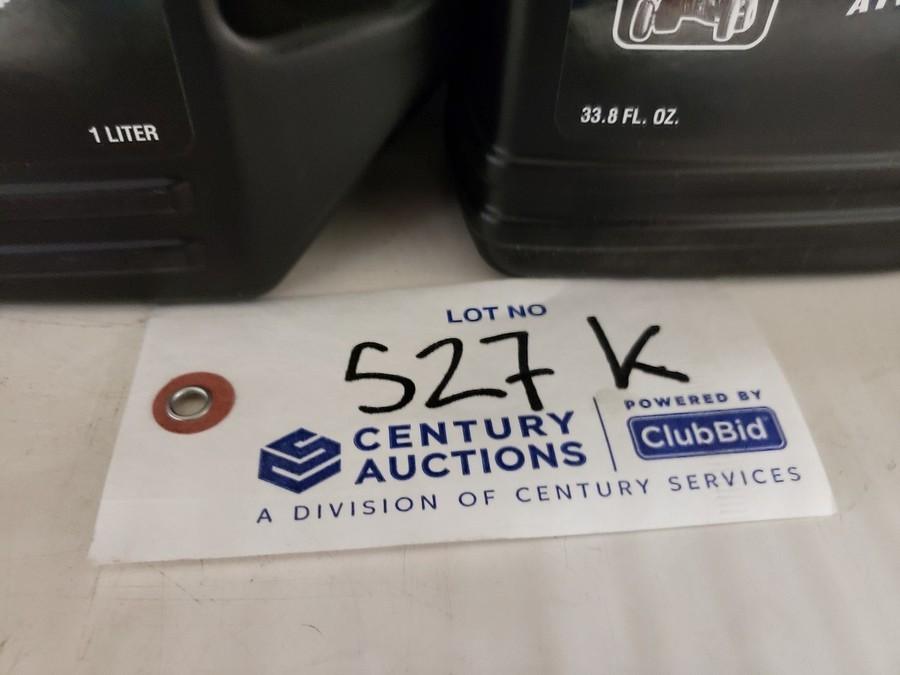 1 LITER
33.8 FL. OZ.
LOT NO
527 K
CENTURY
AUCTIONS
POWERED BY
ClubBid
A DIVISION OF CENTURY SERVICES